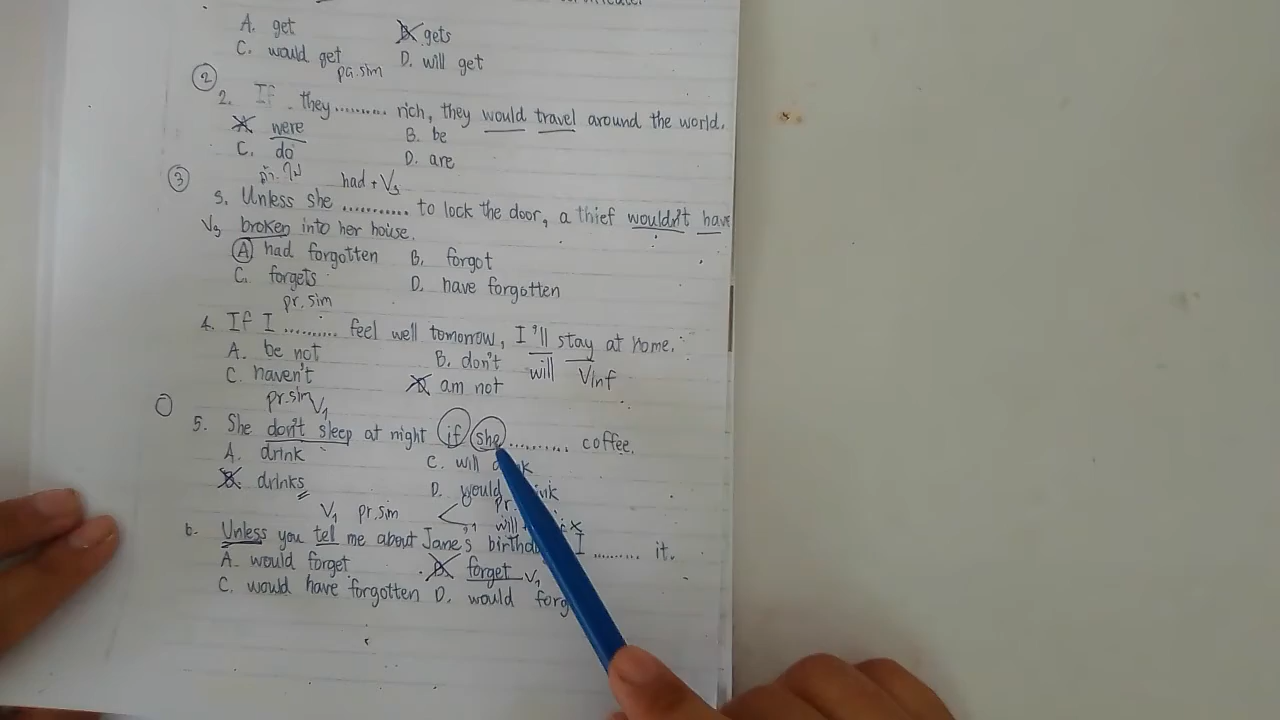 A. get B. gets
C. would get D. will get
pa.sim
2
2. If they .......... rich, they would travel around the world.
A. were B. be
C. do D. are
3 had + V3
3. Unless she ........... to lock the door, a thief wouldn't have
V3 broken into her house.
A had forgotten B. forgot
C. forgets D. have forgotten
pr. sim
4. If I .......... feel well tomorrow, I'll stay at home.
A. be not B. don't will Vinf
C. haven't D. am not
pr.sim V1
5. She don't sleep at night if she .......... coffee.
A. drink C. will
B. drinks D. would
V1 pr.sim
6. Unless you tell me about Jane's I ......... it.
A. would forget B. forget V1
C. would have forgotten D. would